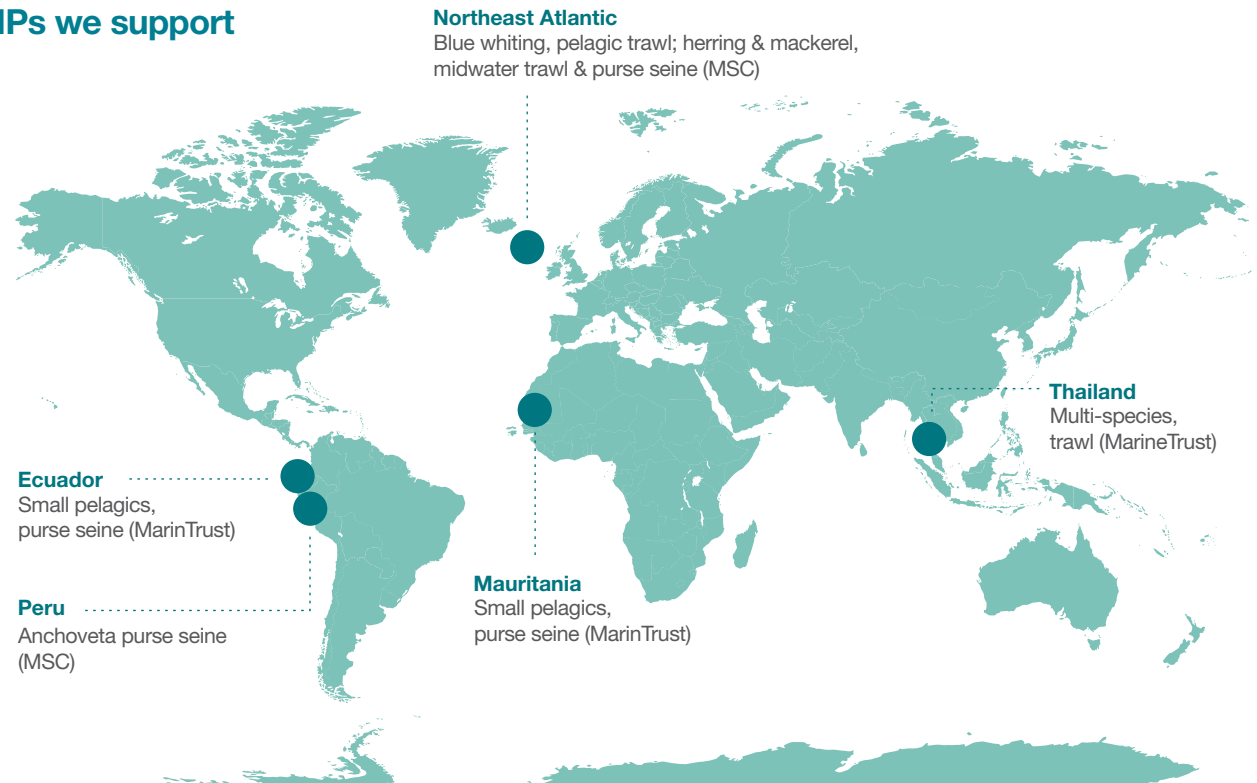 IPs we support
Northeast Atlantic
Blue whiting, pelagic trawl; herring & mackerel,
midwater trawl & purse seine (MSC)
Thailand
Multi-species,
trawl (MarineTrust)
Ecuador
Small pelagics,
purse seine (MarinTrust)
Mauritania
Small pelagics,
purse seine (MarinTrust)
Peru
Anchoveta purse seine
(MSC)